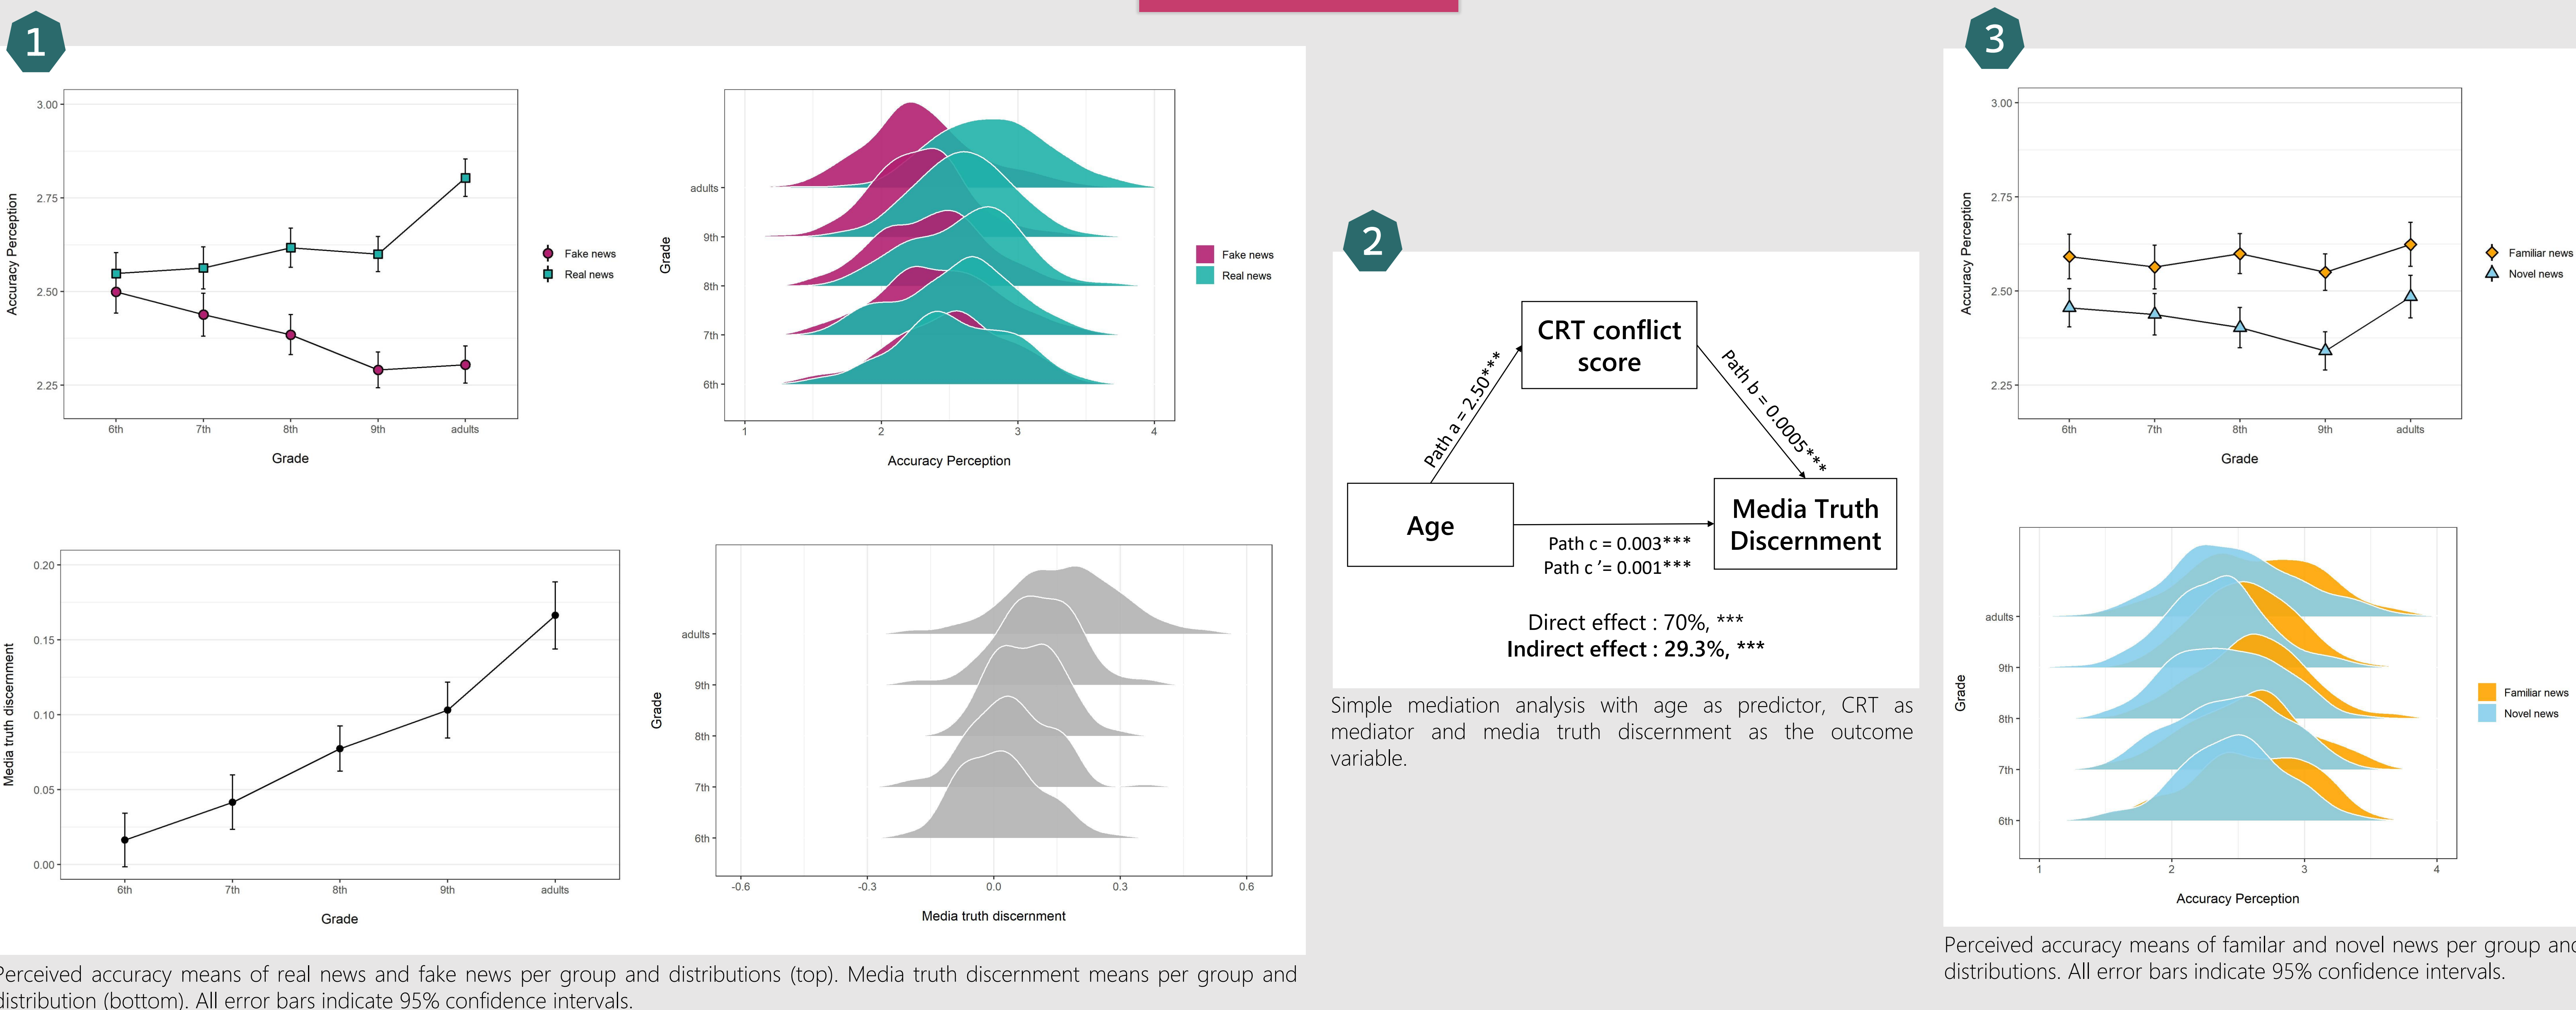 1
3.00
2.75
2.50
2.25
Accuracy Perception
6th
7th
8th
9th
adults
Grade
Fake news
Real news
adults
9th
8th
7th
6th
Grade
1
2
3
4
Accuracy Perception
Fake news
Real news
0.20
0.15
0.10
0.05
0.00
Media truth discernment
6th
7th
8th
9th
adults
Grade
adults
9th
8th
7th
6th
Grade
-0.6
-0.3
0.0
0.3
0.6
Media truth discernment
Perceived accuracy means of real news and fake news per group and distributions (top). Media truth discernment means per group and
distribution (bottom). All error bars indicate 95% confidence intervals.
2
CRT conflict
score
Path a = 2.50***
Path b = 0.0005***
Age
Media Truth
Discernment
Path c = 0.003***
Path c ’= 0.001***
Direct effect : 70%, ***
Indirect effect : 29.3%, ***
Simple mediation analysis with age as predictor, CRT as
mediator and media truth discernment as the outcome
variable.
3
3.00
2.75
2.50
2.25
Accuracy Perception
6th
7th
8th
9th
adults
Grade
Familiar news
Novel news
adults
9th
8th
7th
6th
Grade
1
2
3
4
Accuracy Perception
Familiar news
Novel news
Perceived accuracy means of familar and novel news per group and
distributions. All error bars indicate 95% confidence intervals.